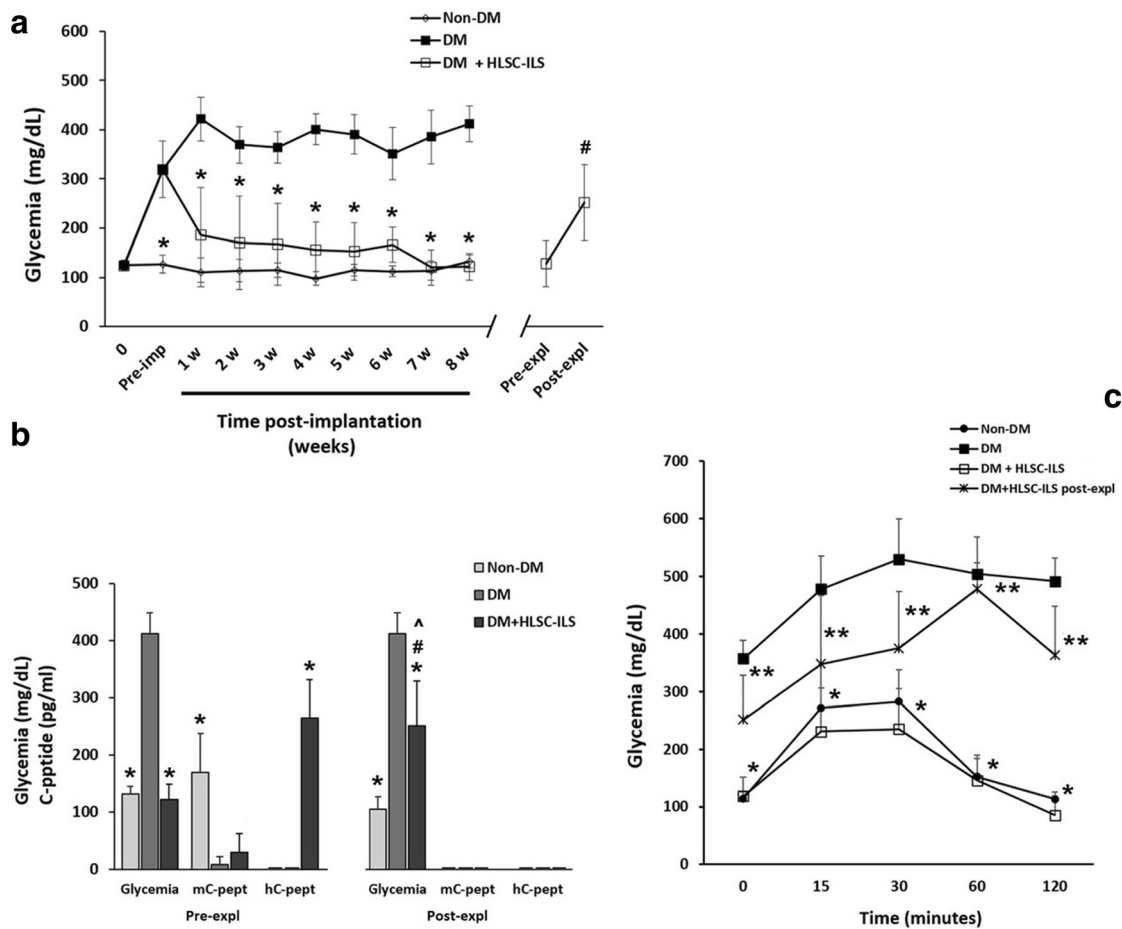 a
Non-DM
DM
DM + HLSC-ILS
Glycemia (mg/dL)
600
500
400
300
200
100
0
* * * * * * * * *
#
0
Pre-imp
1 w
2 w
3 w
4 w
5 w
6 w
7 w
8 w
Pre-expl
Post-expl
Time post-implantation
(weeks)
b
Non-DM
DM
DM+HLSC-ILS
Glycemia (mg/dL)
C-pptide (pg/ml)
500
400
300
200
100
0
* * * *
^
#
*
*
Glycemia mC-pept hC-pept
Pre-expl
Glycemia mC-pept hC-pept
Post-expl
c
Non-DM
DM
DM + HLSC-ILS
DM+HLSC-ILS post-expl
Glycemia (mg/dL)
700
600
500
400
300
200
100
0
** ** ** ** **
* * * * *
0 15 30 60 120
Time (minutes)